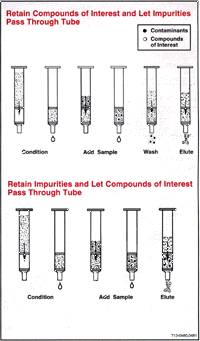 Retain Compounds of Interest and Let Impurities
Pass Through Tube
Contaminants
Compounds
of Interest
Condition
Add Sample
Wash
Elute
Retain Impurities and Let Compounds of Interest
Pass Through Tube
Condition
Add Sample
Elute